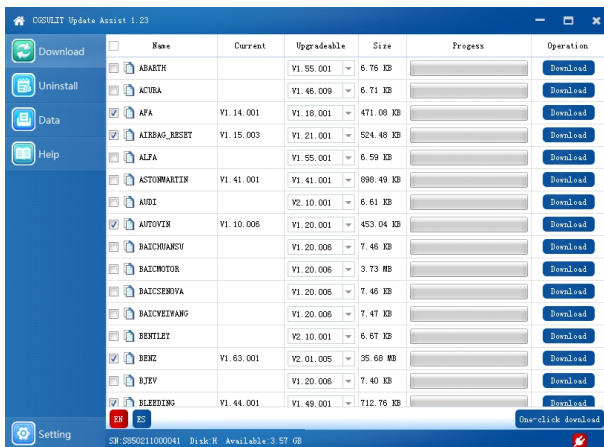 CGSULIT Update Assist 1.23
Download
Uninstall
Data
Help
Setting
Name Current Upgradeable Size Progess Operation
ABARTH V1.55.001 6.76 KB Download
ACURA V1.46.009 6.71 KB Download
AFA V1.14.001 V1.18.001 471.08 KB Download
AIRBAG_RESET V1.15.003 V1.21.001 524.48 KB Download
ALFA V1.55.001 6.59 KB Download
ASTONMARTIN V1.41.001 V1.41.001 898.49 KB Download
AUDI V2.10.001 6.61 KB Download
AUTOVIN V1.10.006 V1.20.001 453.04 KB Download
BAICHUANSU V1.20.006 7.46 KB Download
BAICMOTOR V1.20.006 3.73 MB Download
BAICSENOVA V1.20.006 7.46 KB Download
BAICWEIWANG V1.20.006 7.47 KB Download
BENTLEY V2.10.001 6.67 KB Download
BENZ V1.63.001 V2.01.005 35.68 MB Download
BJEV V1.20.006 7.40 KB Download
BLEEDING V1.44.001 V1.49.001 712.76 KB Download
EN ES One-click download
SN:S850211000041 Disk:H Available:3.57 GB